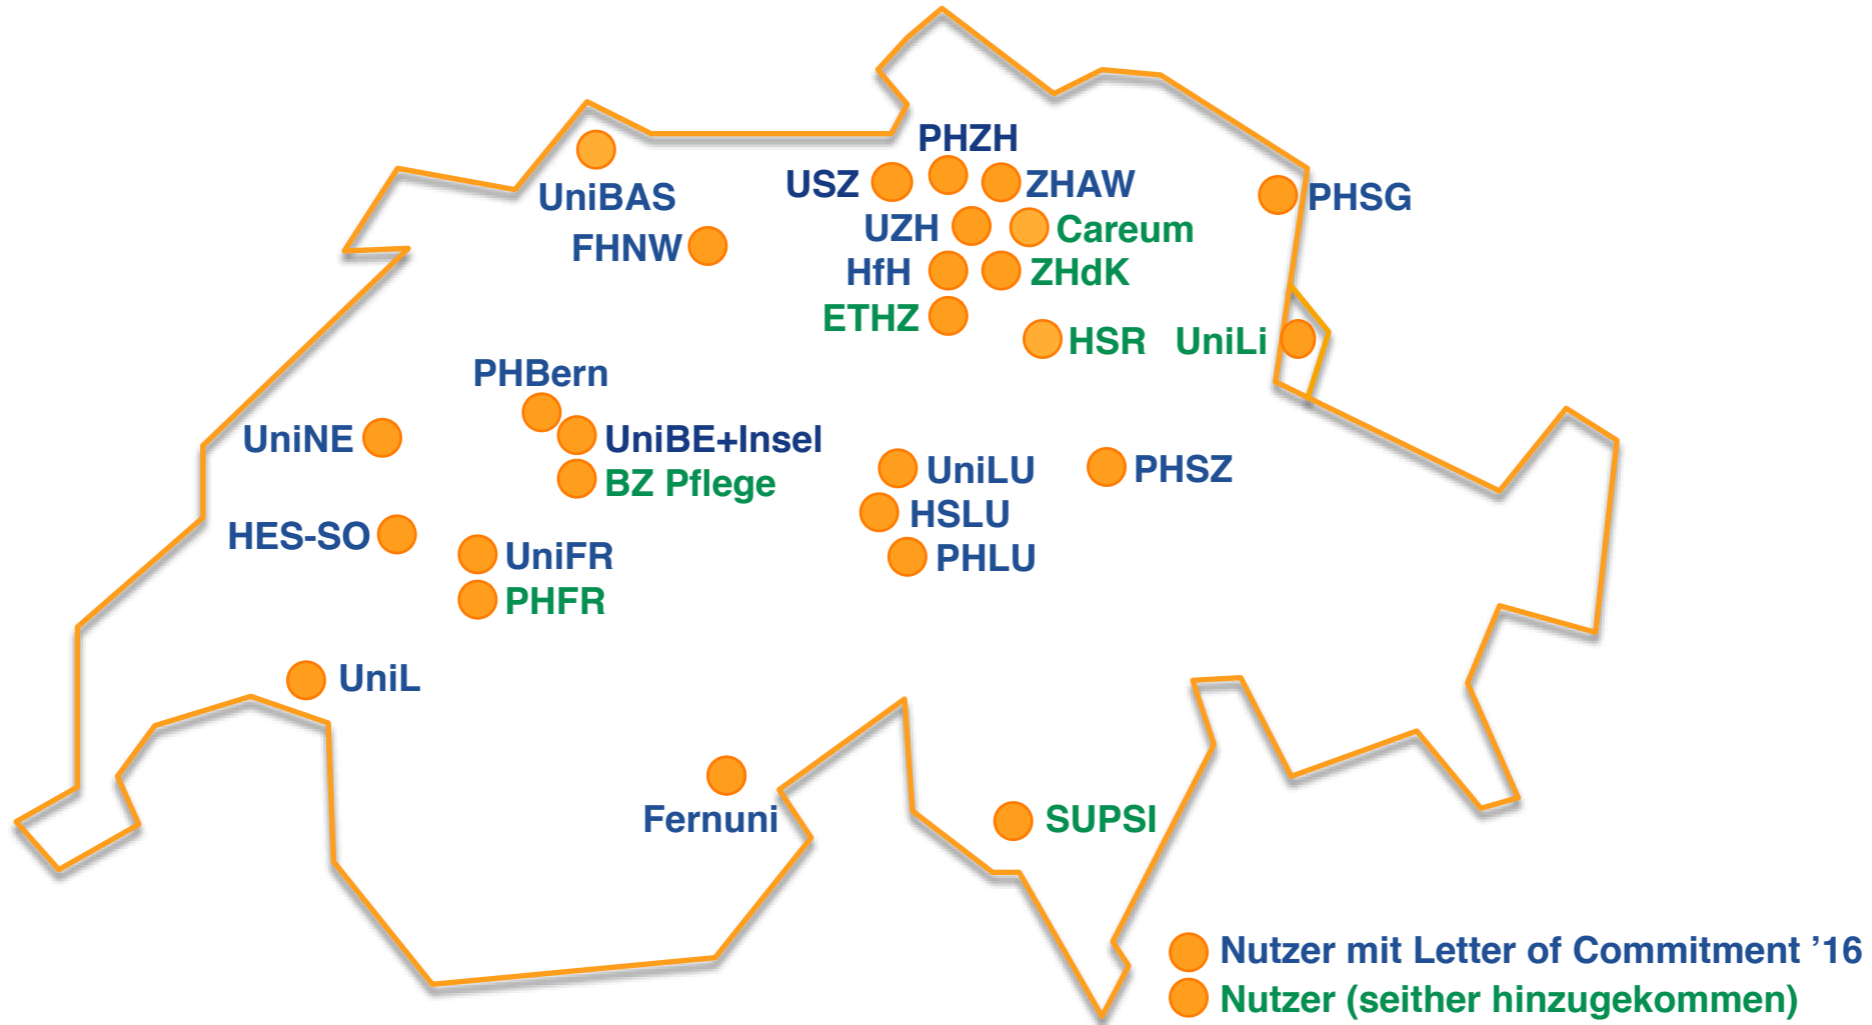 PHZH
USZ
ZHAW
PHSG
UniBAS
UZH
Careum
FHNW
HfH
ZHdK
ETHZ
HSR
UniLi
PHBern
UniNE
UniBE+Insel
BZ Pflege
UniLU
PHSZ
HSLU
HES-SO
UniFR
PHLU
PHFR
UniL
Fernuni
SUPSI
Nutzer mit Letter of Commitment ’16
Nutzer (seither hinzugekommen)